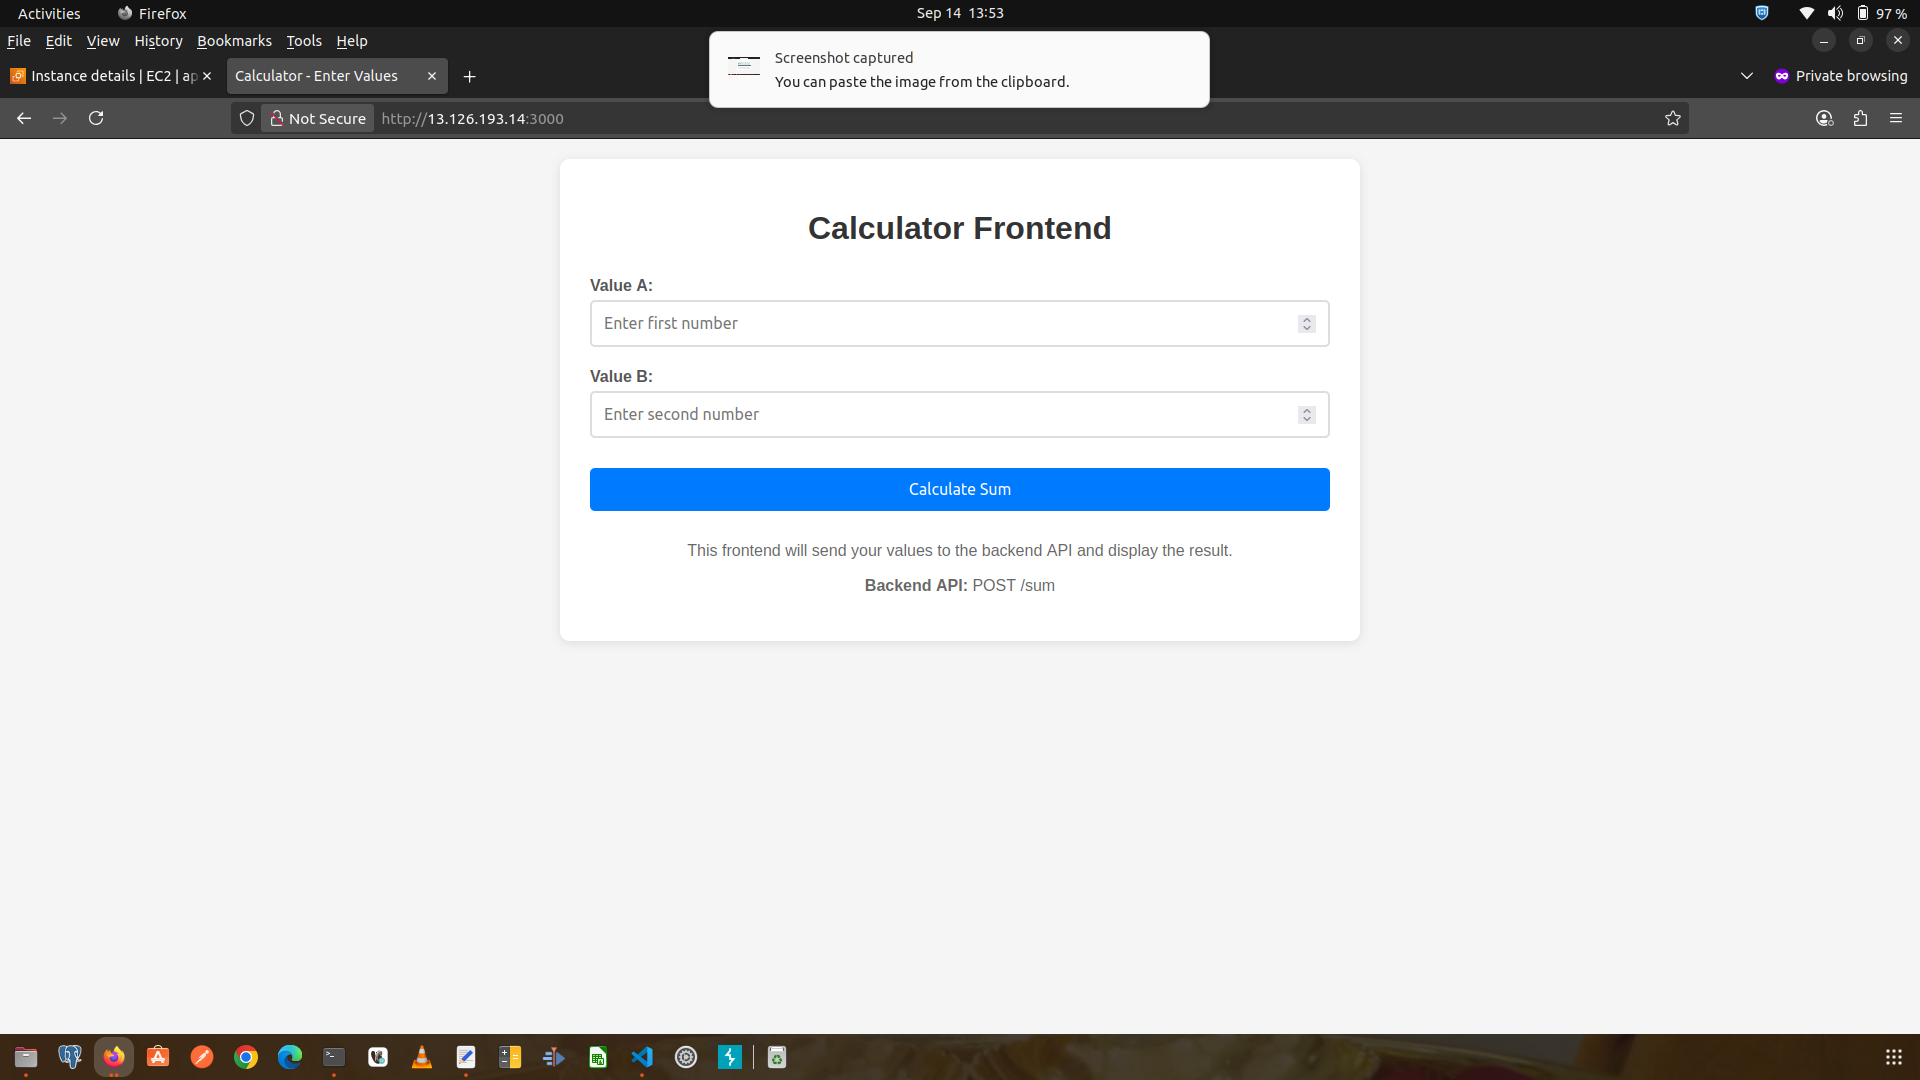 Activities
Firefox
Sep 14 13:53
97 %
File Edit View History Bookmarks Tools Help
Screenshot captured
You can paste the image from the clipboard.
Instance details | EC2 | ap
Calculator - Enter Values
Private browsing
Not Secure
http://13.126.193.14:3000
Calculator Frontend
Value A:
Enter first number
Value B:
Enter second number
Calculate Sum
This frontend will send your values to the backend API and display the result.
Backend API: POST /sum